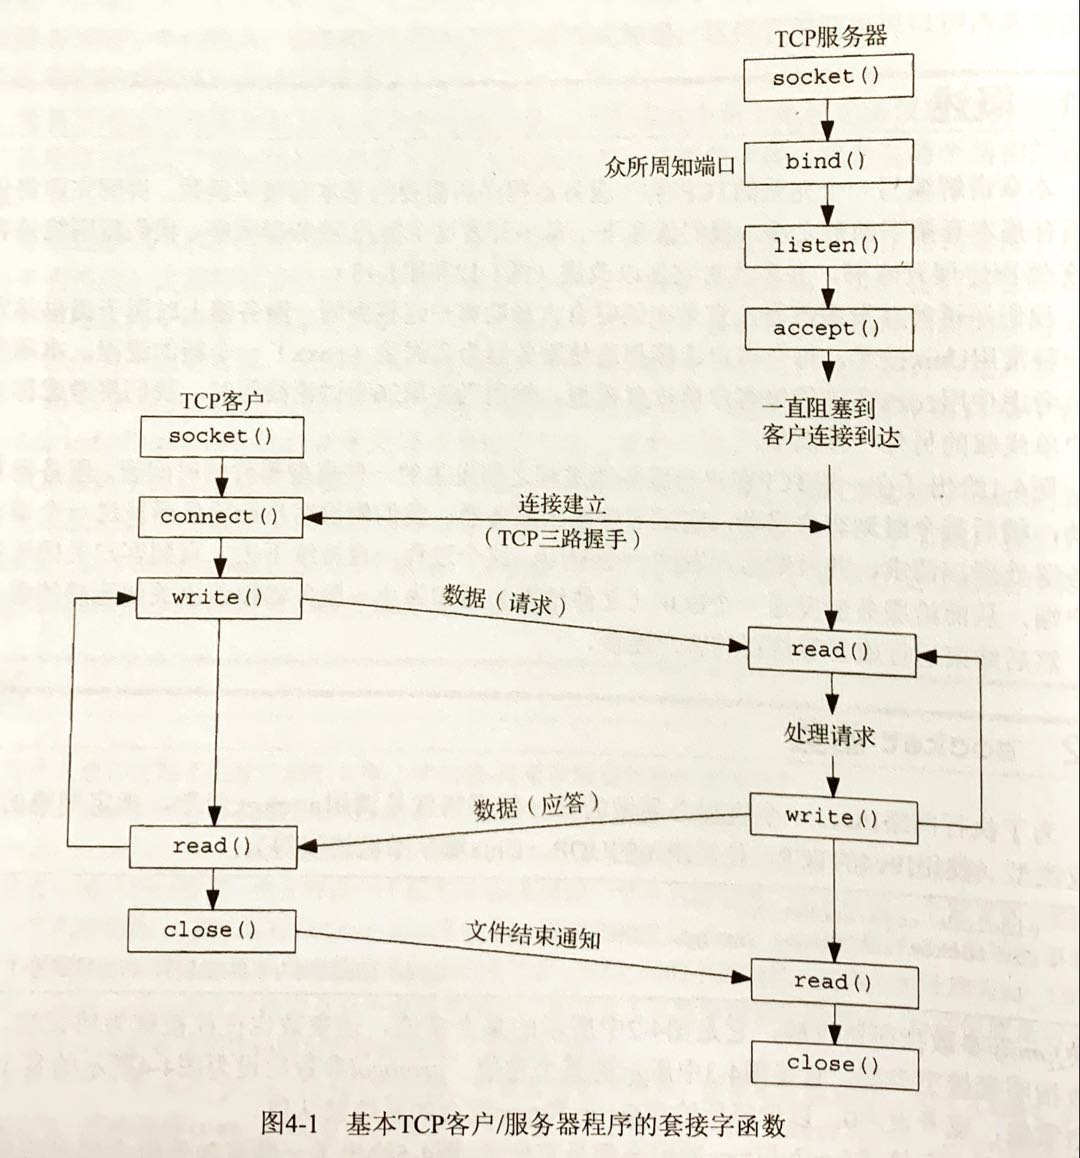 TCP服务器
socket()
众所周知端口
bind()
listen()
accept()
一直阻塞到
客户连接到达
TCP客户
socket()
connect()
连接建立
(TCP三路握手)
write()
数据(请求)
read()
处理请求
write()
数据(应答)
read()
close()
文件结束通知
read()
close()
图4-1 基本TCP客户/服务器程序的套接字函数